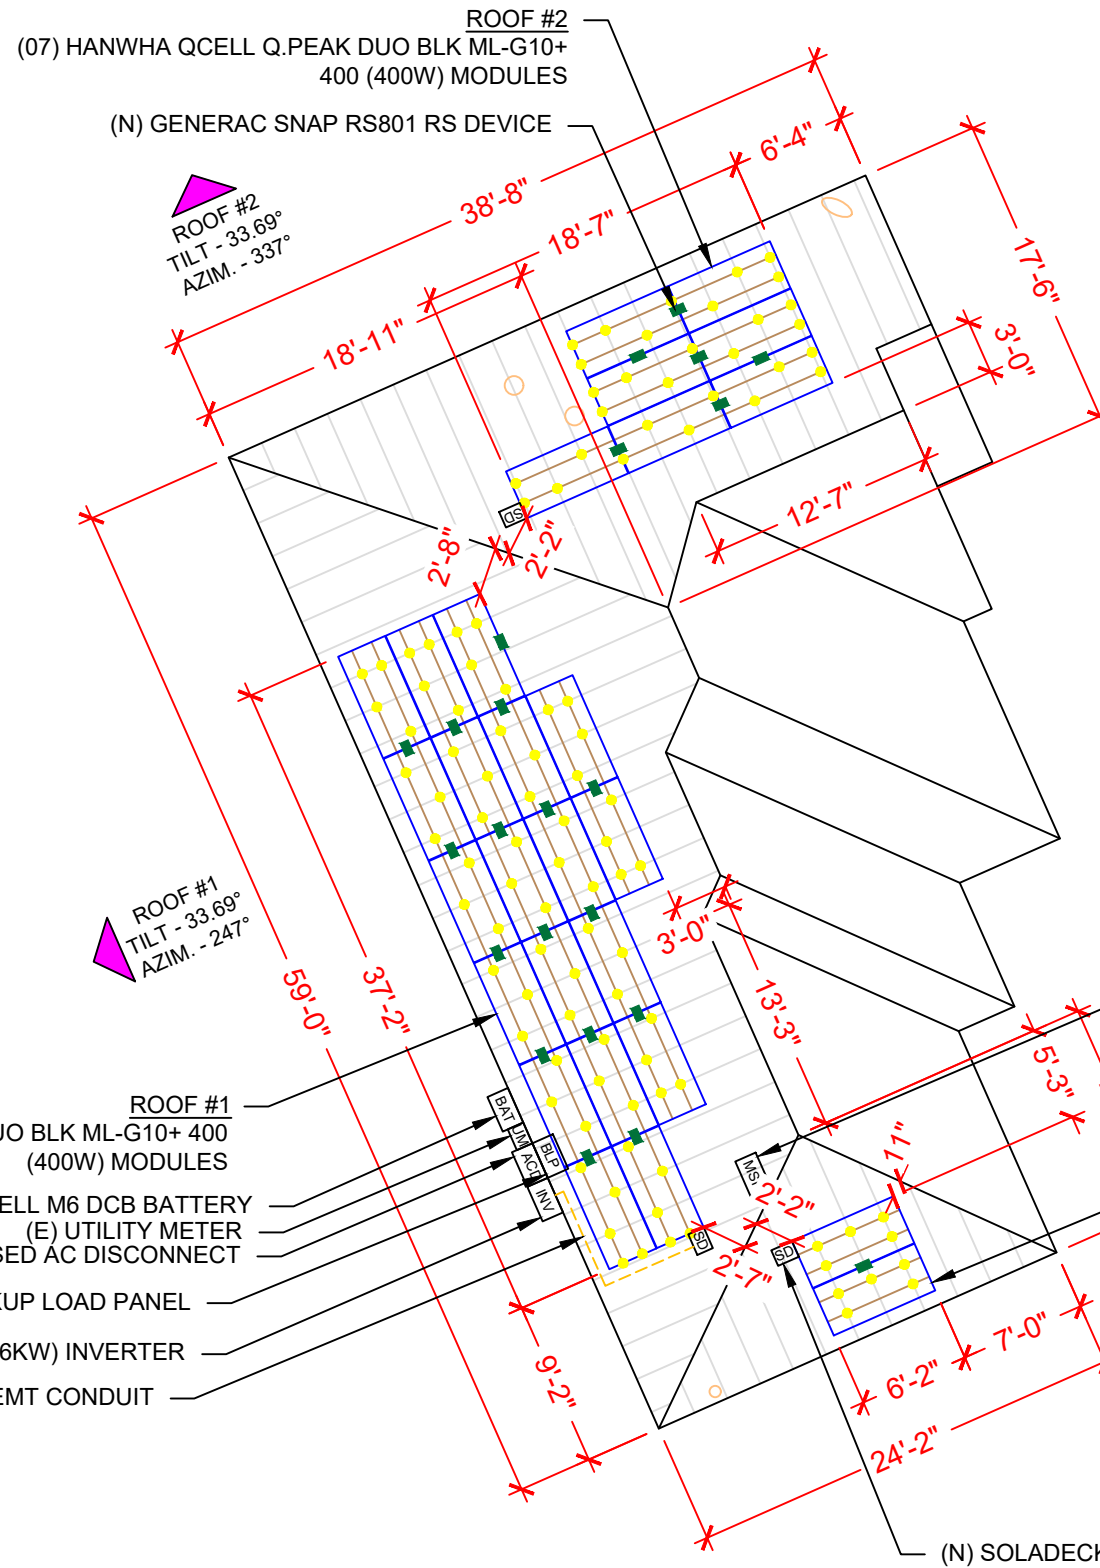 ROOF #2
(07) HANWHA QCELL Q.PEAK DUO BLK ML-G10+
400 (400W) MODULES
(N) GENERAC SNAP RS801 RS DEVICE
ROOF #2
TILT - 33.69°
AZIM. - 337°
38'-8"
6'-4"
18'-7"
18'-11"
17'-6"
3'-0"
12'-7"
SD
2'-8"
2'-2"
ROOF #1
TILT - 33.69°
AZIM. - 247°
59'-0"
37'-2"
3'-0"
13'-3"
5'-3"
11"
ROOF #1
UO BLK ML-G10+ 400
(400W) MODULES
ELL M6 DCB BATTERY
(E) UTILITY METER
SED AC DISCONNECT
KUP LOAD PANEL
6KW) INVERTER
EMT CONDUIT
BAT
UM
ACD
BLP
INV
MS
SD
SD
2'-2"
2'-7"
9'-2"
6'-2"
7'-0"
24'-2"
(N) SOLADECK